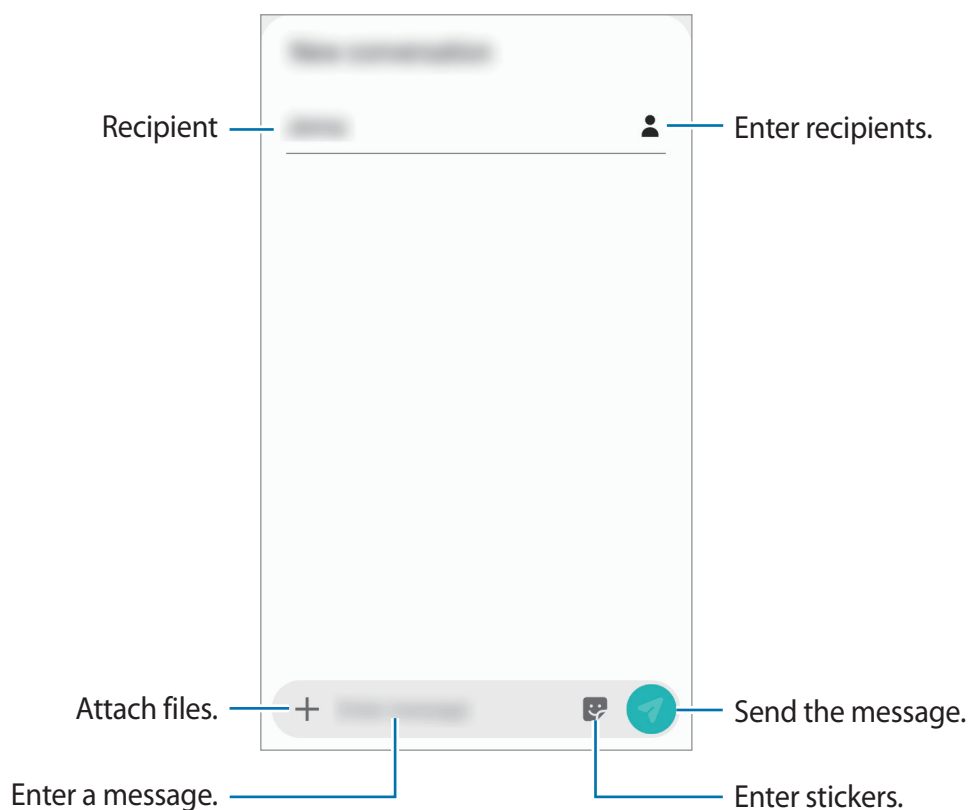 Recipient
Enter recipients.
Attach files.
Send the message.
Enter a message.
Enter stickers.